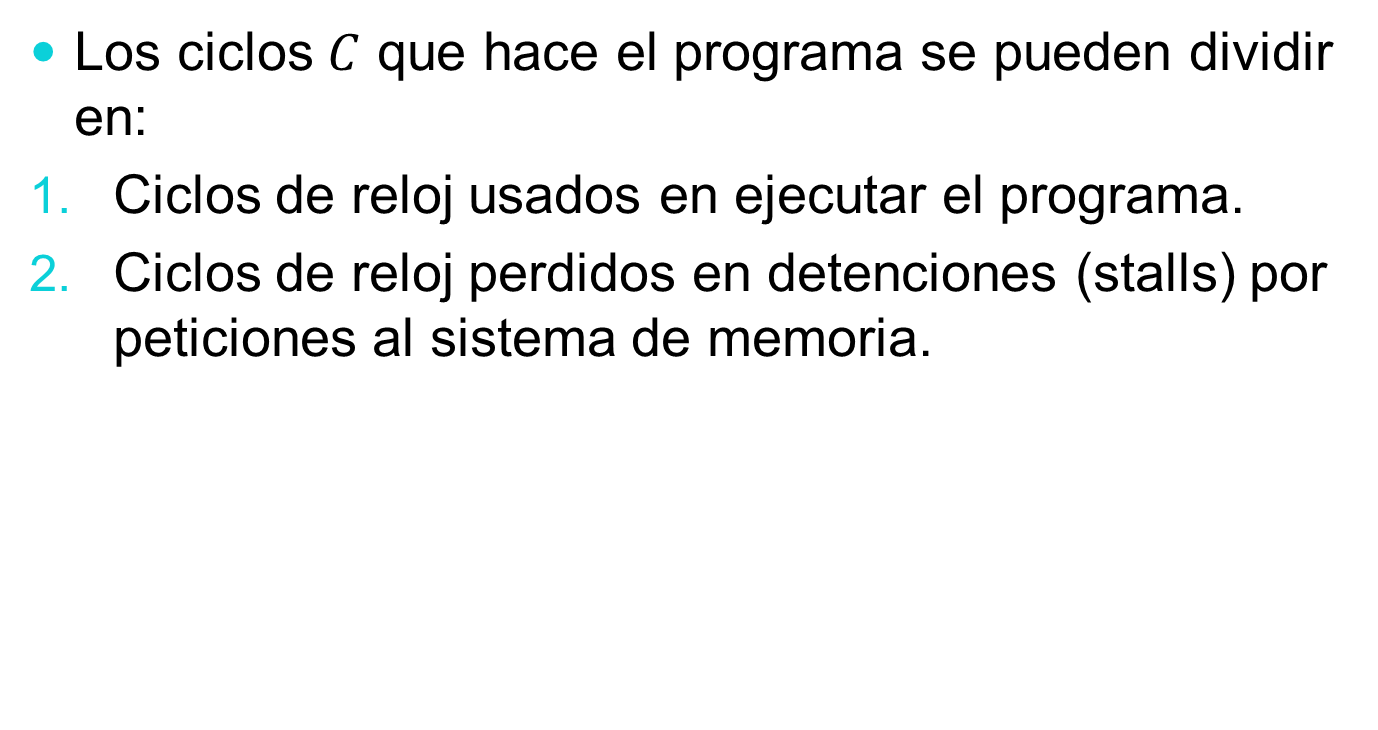 • Los ciclos C que hace el programa se pueden dividir
en:
1. Ciclos de reloj usados en ejecutar el programa.
2. Ciclos de reloj perdidos en detenciones (stalls) por
peticiones al sistema de memoria.